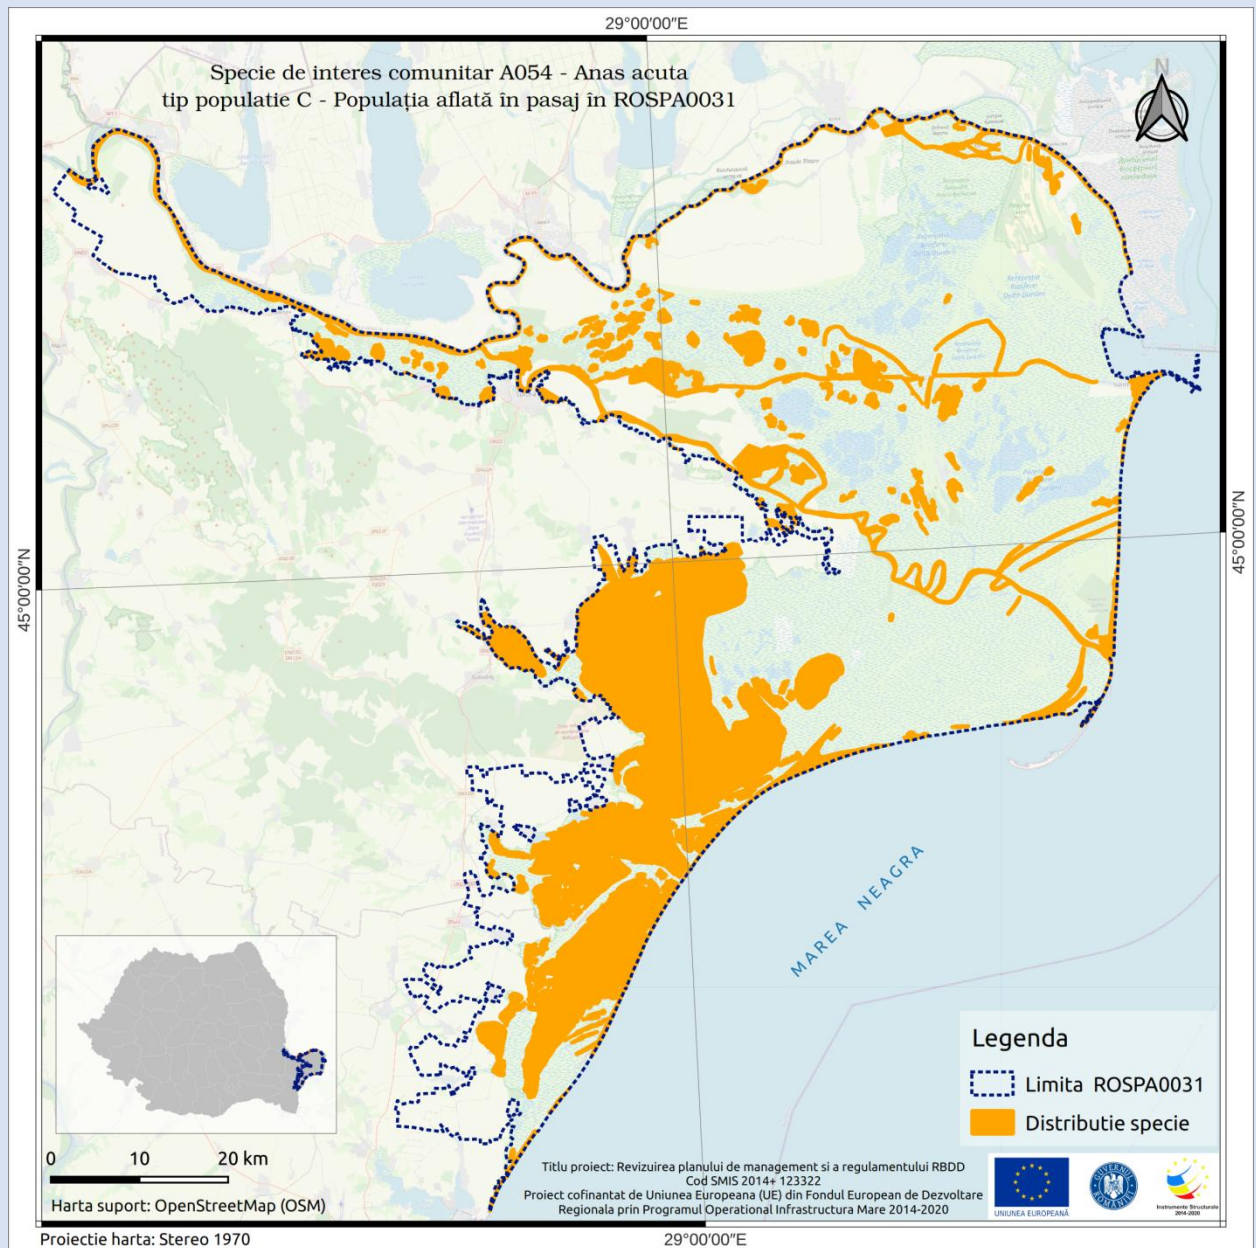 29°00′00″E
Specie de interes comunitar A054 - Anas acuta
tip populatie C - Populația aflată în pasaj în ROSPA0031
N
45°00′00″N
45°00′00″N
MAREA NEAGRA
Legenda
Limita ROSPA0031
Distributie specie
0 10 20 km
Harta suport: OpenStreetMap (OSM)
Titlu proiect: Revizuirea planului de management si a regulamentului RBDD
Cod SMIS 2014+ 123322
Proiect cofinantat de Uniunea Europeana (UE) din Fondul European de Dezvoltare
Regionala prin Programul Operational Infrastructura Mare 2014-2020
UNIUNEA EUROPEANĂ
GUVERNUL ROMÂNIEI
Instrumente Structurale
2014-2020
Proiectie harta: Stereo 1970
29°00′00″E